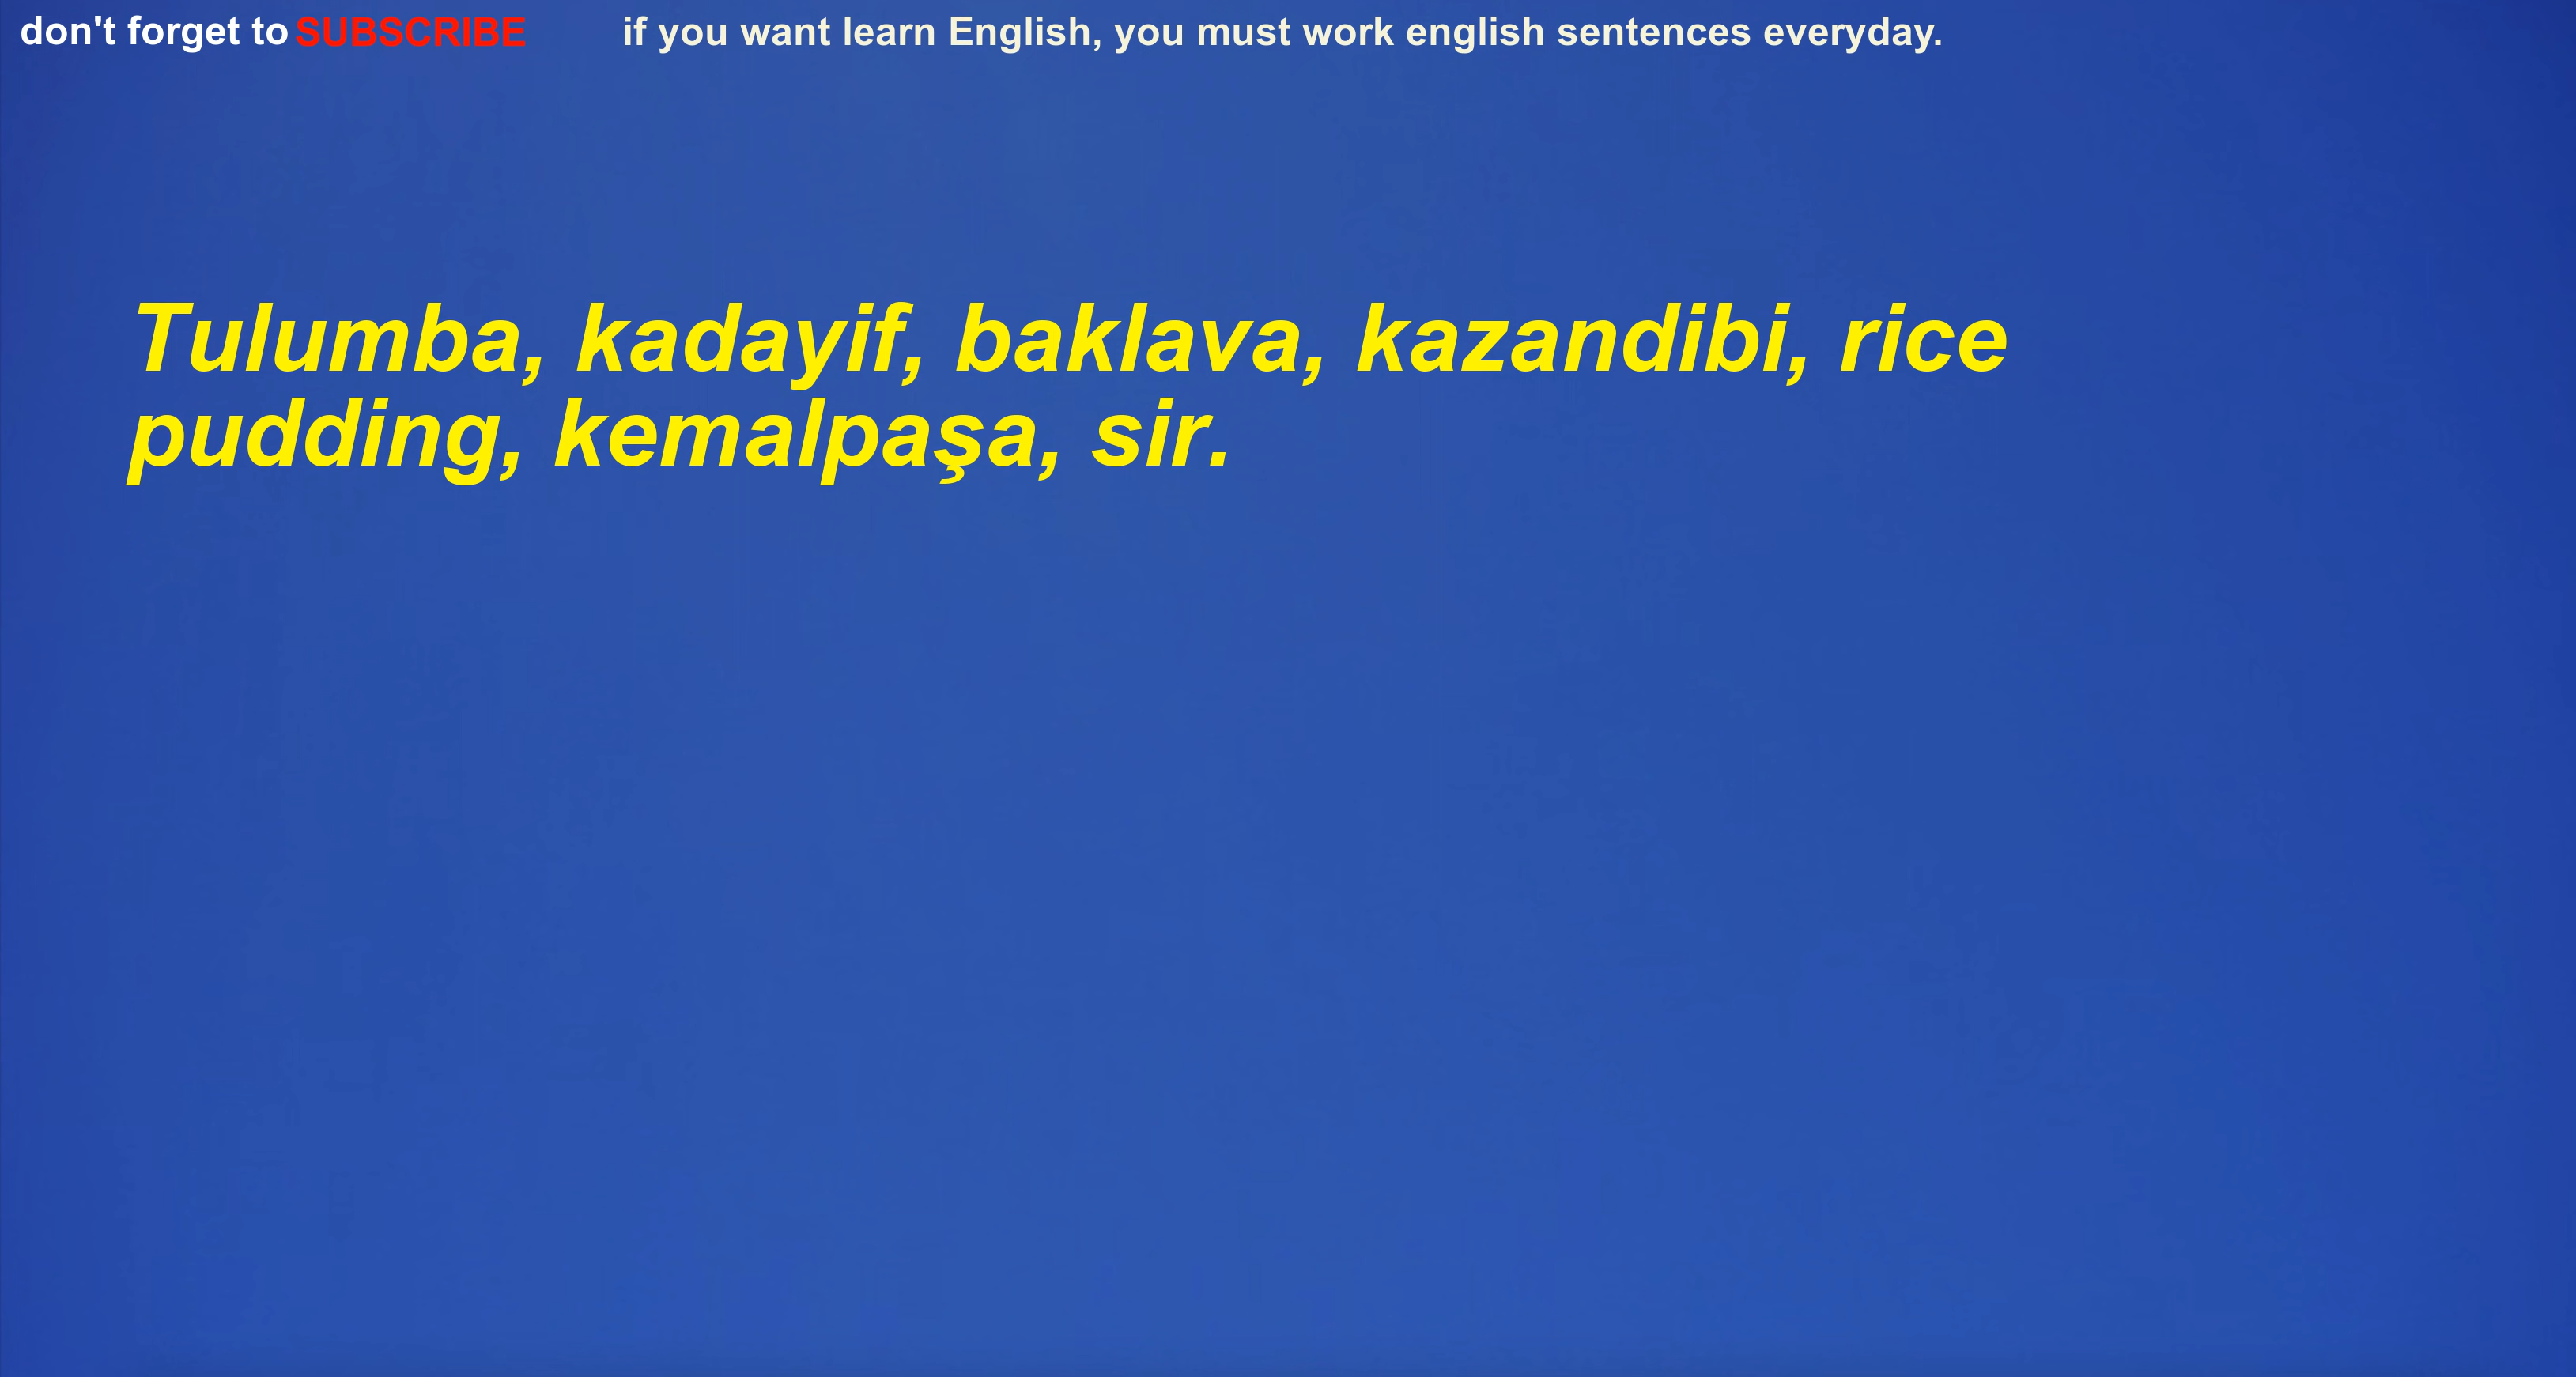 don't forget to SUBSCRIBE if you want learn English, you must work english sentences everyday.
Tulumba, kadayif, baklava, kazandibi, rice
pudding, kemalpaşa, sir.